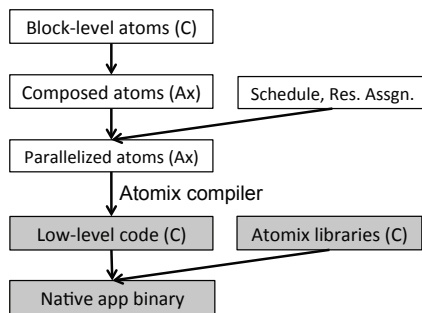 Block-level atoms (C)
Composed atoms (Ax)
Schedule, Res. Assgn.
Parallelized atoms (Ax)
Atomix compiler
Low-level code (C)
Atomix libraries (C)
Native app binary